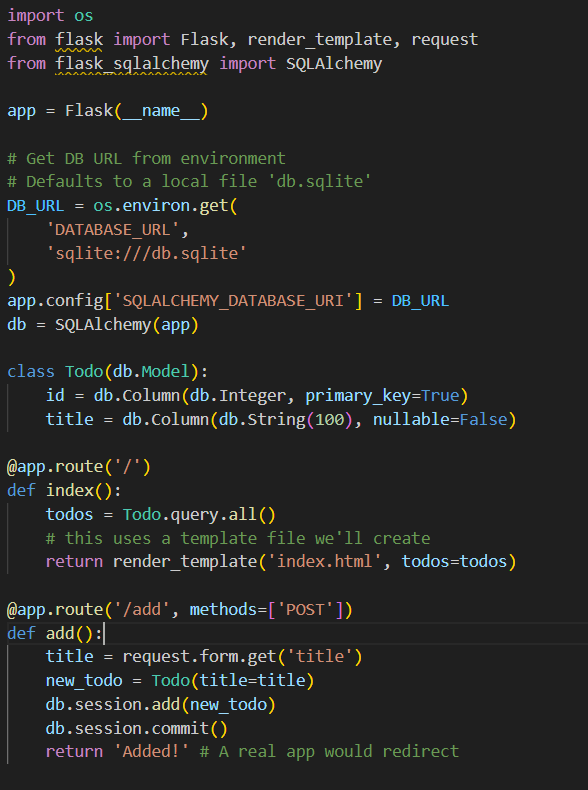 import os
from flask import Flask, render_template, request
from flask_sqlalchemy import SQLAlchemy
app = Flask(__name__)
# Get DB URL from environment
# Defaults to a local file 'db.sqlite'
DB_URL = os.environ.get(
    'DATABASE_URL',
    'sqlite:///db.sqlite'
)
app.config['SQLALCHEMY_DATABASE_URI'] = DB_URL
db = SQLAlchemy(app)
class Todo(db.Model):
    id = db.Column(db.Integer, primary_key=True)
    title = db.Column(db.String(100), nullable=False)
@app.route('/')
def index():
    todos = Todo.query.all()
    # this uses a template file we'll create
    return render_template('index.html', todos=todos)
@app.route('/add', methods=['POST'])
def add():
    title = request.form.get('title')
    new_todo = Todo(title=title)
    db.session.add(new_todo)
    db.session.commit()
    return 'Added!' # A real app would redirect